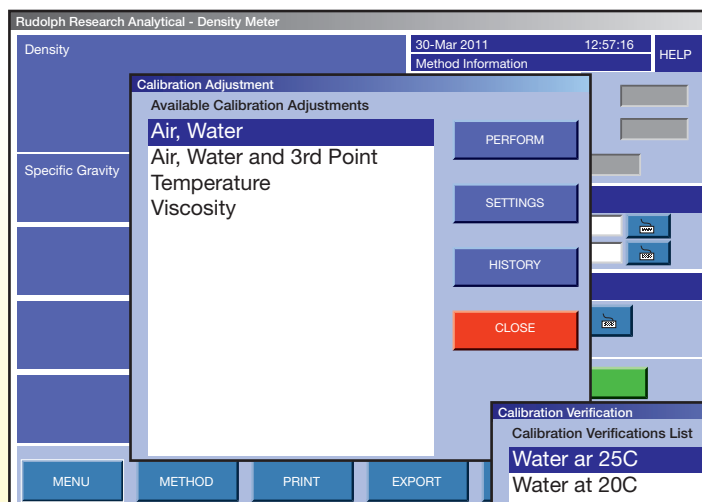 Rudolph Research Analytical - Density Meter
Density
30-Mar 2011 12:57:16
HELP
Method Information
Calibration Adjustment
Available Calibration Adjustments
Air, Water
Air, Water and 3rd Point
Temperature
Viscosity
PERFORM
SETTINGS
HISTORY
CLOSE
Specific Gravity
Calibration Verification
Calibration Verifications List
Water ar 25C
Water at 20C
MENU
METHOD
PRINT
EXPORT